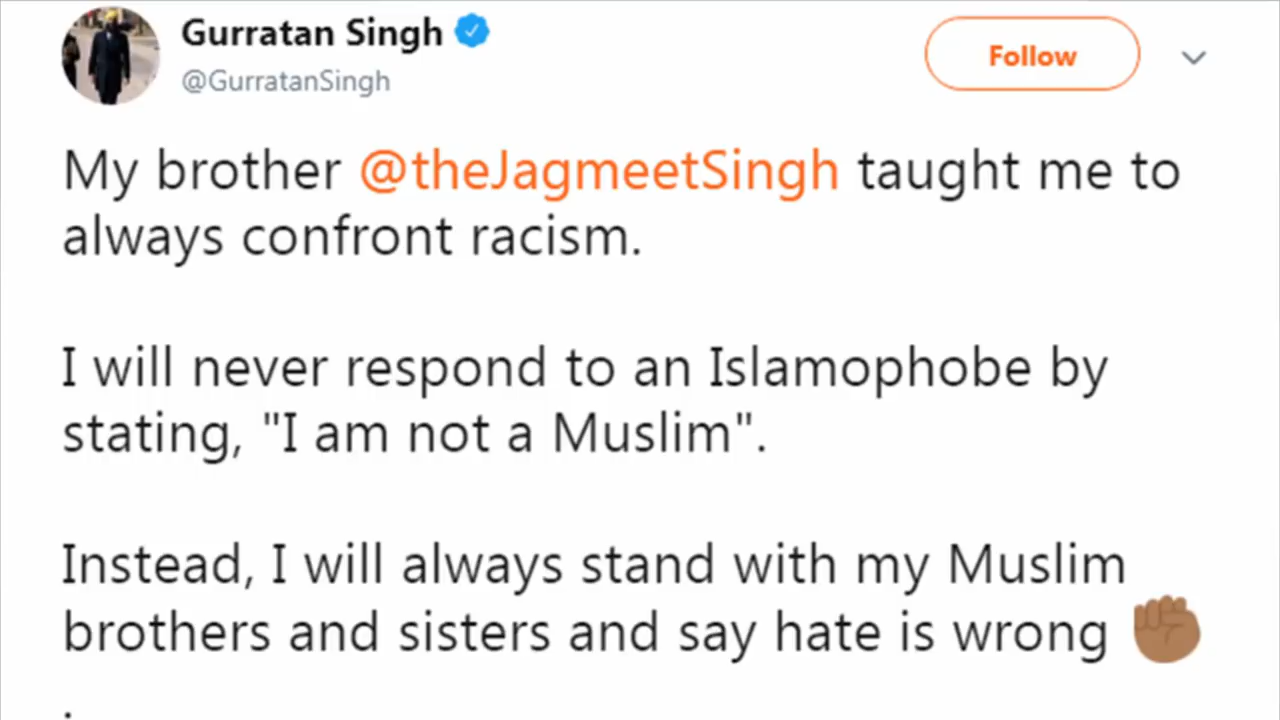 Gurratan Singh
@GurratanSingh
Follow
My brother @theJagmeetSingh taught me to
always confront racism.
I will never respond to an Islamophobe by
stating, "I am not a Muslim".
Instead, I will always stand with my Muslim
brothers and sisters and say hate is wrong ✊🏾
.